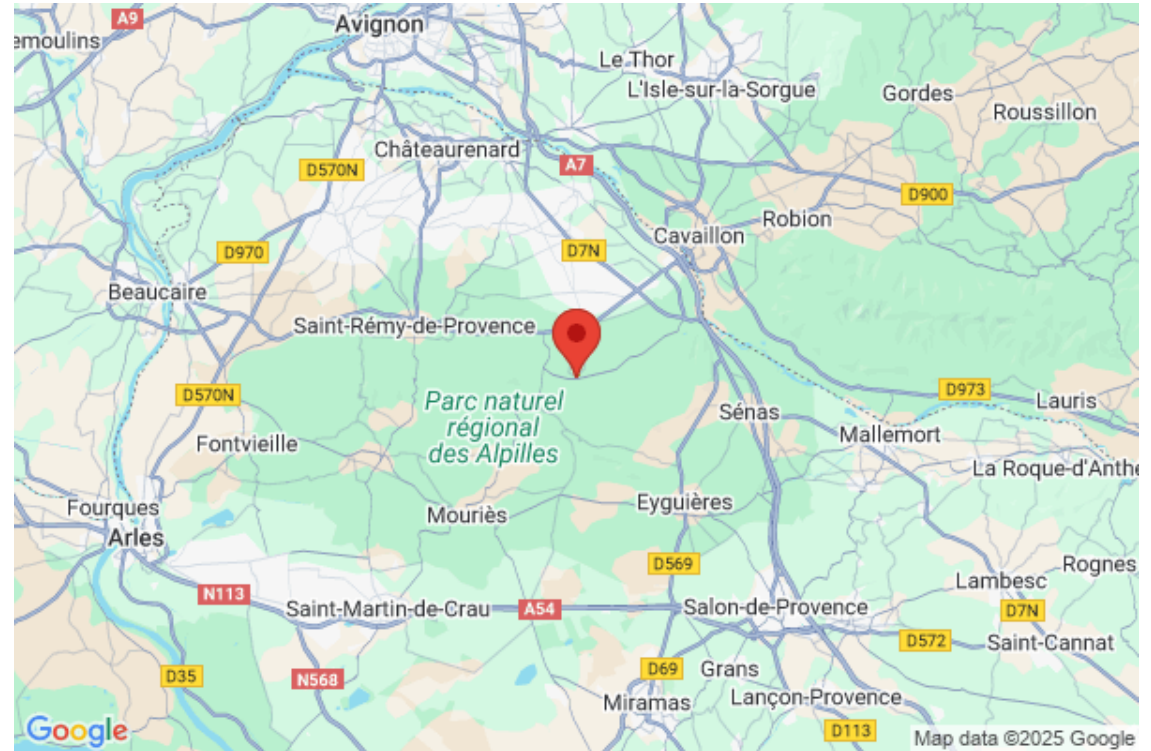 A9
Avignon
emoulins
Le Thor
L'Isle-sur-la-Sorgue
Gordes
Roussillon
Châteaurenard
A7
D570N
D900
Robion
Cavaillon
D7N
D970
Beaucaire
Saint-Rémy-de-Provence
D570N
Parc naturel
régional
des Alpilles
D973
Lauris
Sénas
Mallemort
Fontvieille
La Roque-d'Anthe
Eyguières
Fourques
Mouriès
Arles
D569
Rognes
Lambesc
N113
Saint-Martin-de-Crau
A54
Salon-de-Provence
D7N
D572
Saint-Cannat
D35
N568
D69
Grans
Miramas
Lançon-Provence
D113
Google
Map data ©2025 Google